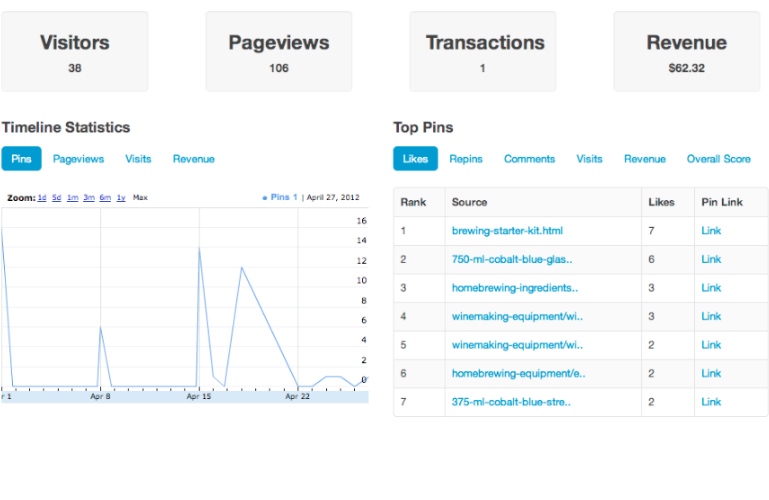 Visitors
38
Pageviews
106
Transactions
1
Revenue
$62.32
Timeline Statistics
Pins Pageviews Visits Revenue
Zoom: 1d 5d 1m 3m 6m 1y Max
Pins 1 | April 27, 2012
16
14
12
10
8
6
4
2
0
r 1 Apr 8 Apr 15 Apr 22
Top Pins
Likes Repins Comments Visits Revenue Overall Score
Rank Source Likes Pin Link
1 brewing-starter-kit.html 7 Link
2 750-ml-cobalt-blue-glas.. 6 Link
3 homebrewing-ingredients.. 3 Link
4 winemaking-equipment/wi.. 3 Link
5 winemaking-equipment/wi.. 2 Link
6 homebrewing-equipment/e.. 2 Link
7 375-ml-cobalt-blue-stre.. 2 Link